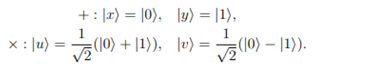 + : |x⟩ = |0⟩, |y⟩ = |1⟩,
× : |u⟩ = 1/√2(|0⟩ + |1⟩), |v⟩ = 1/√2(|0⟩ − |1⟩).